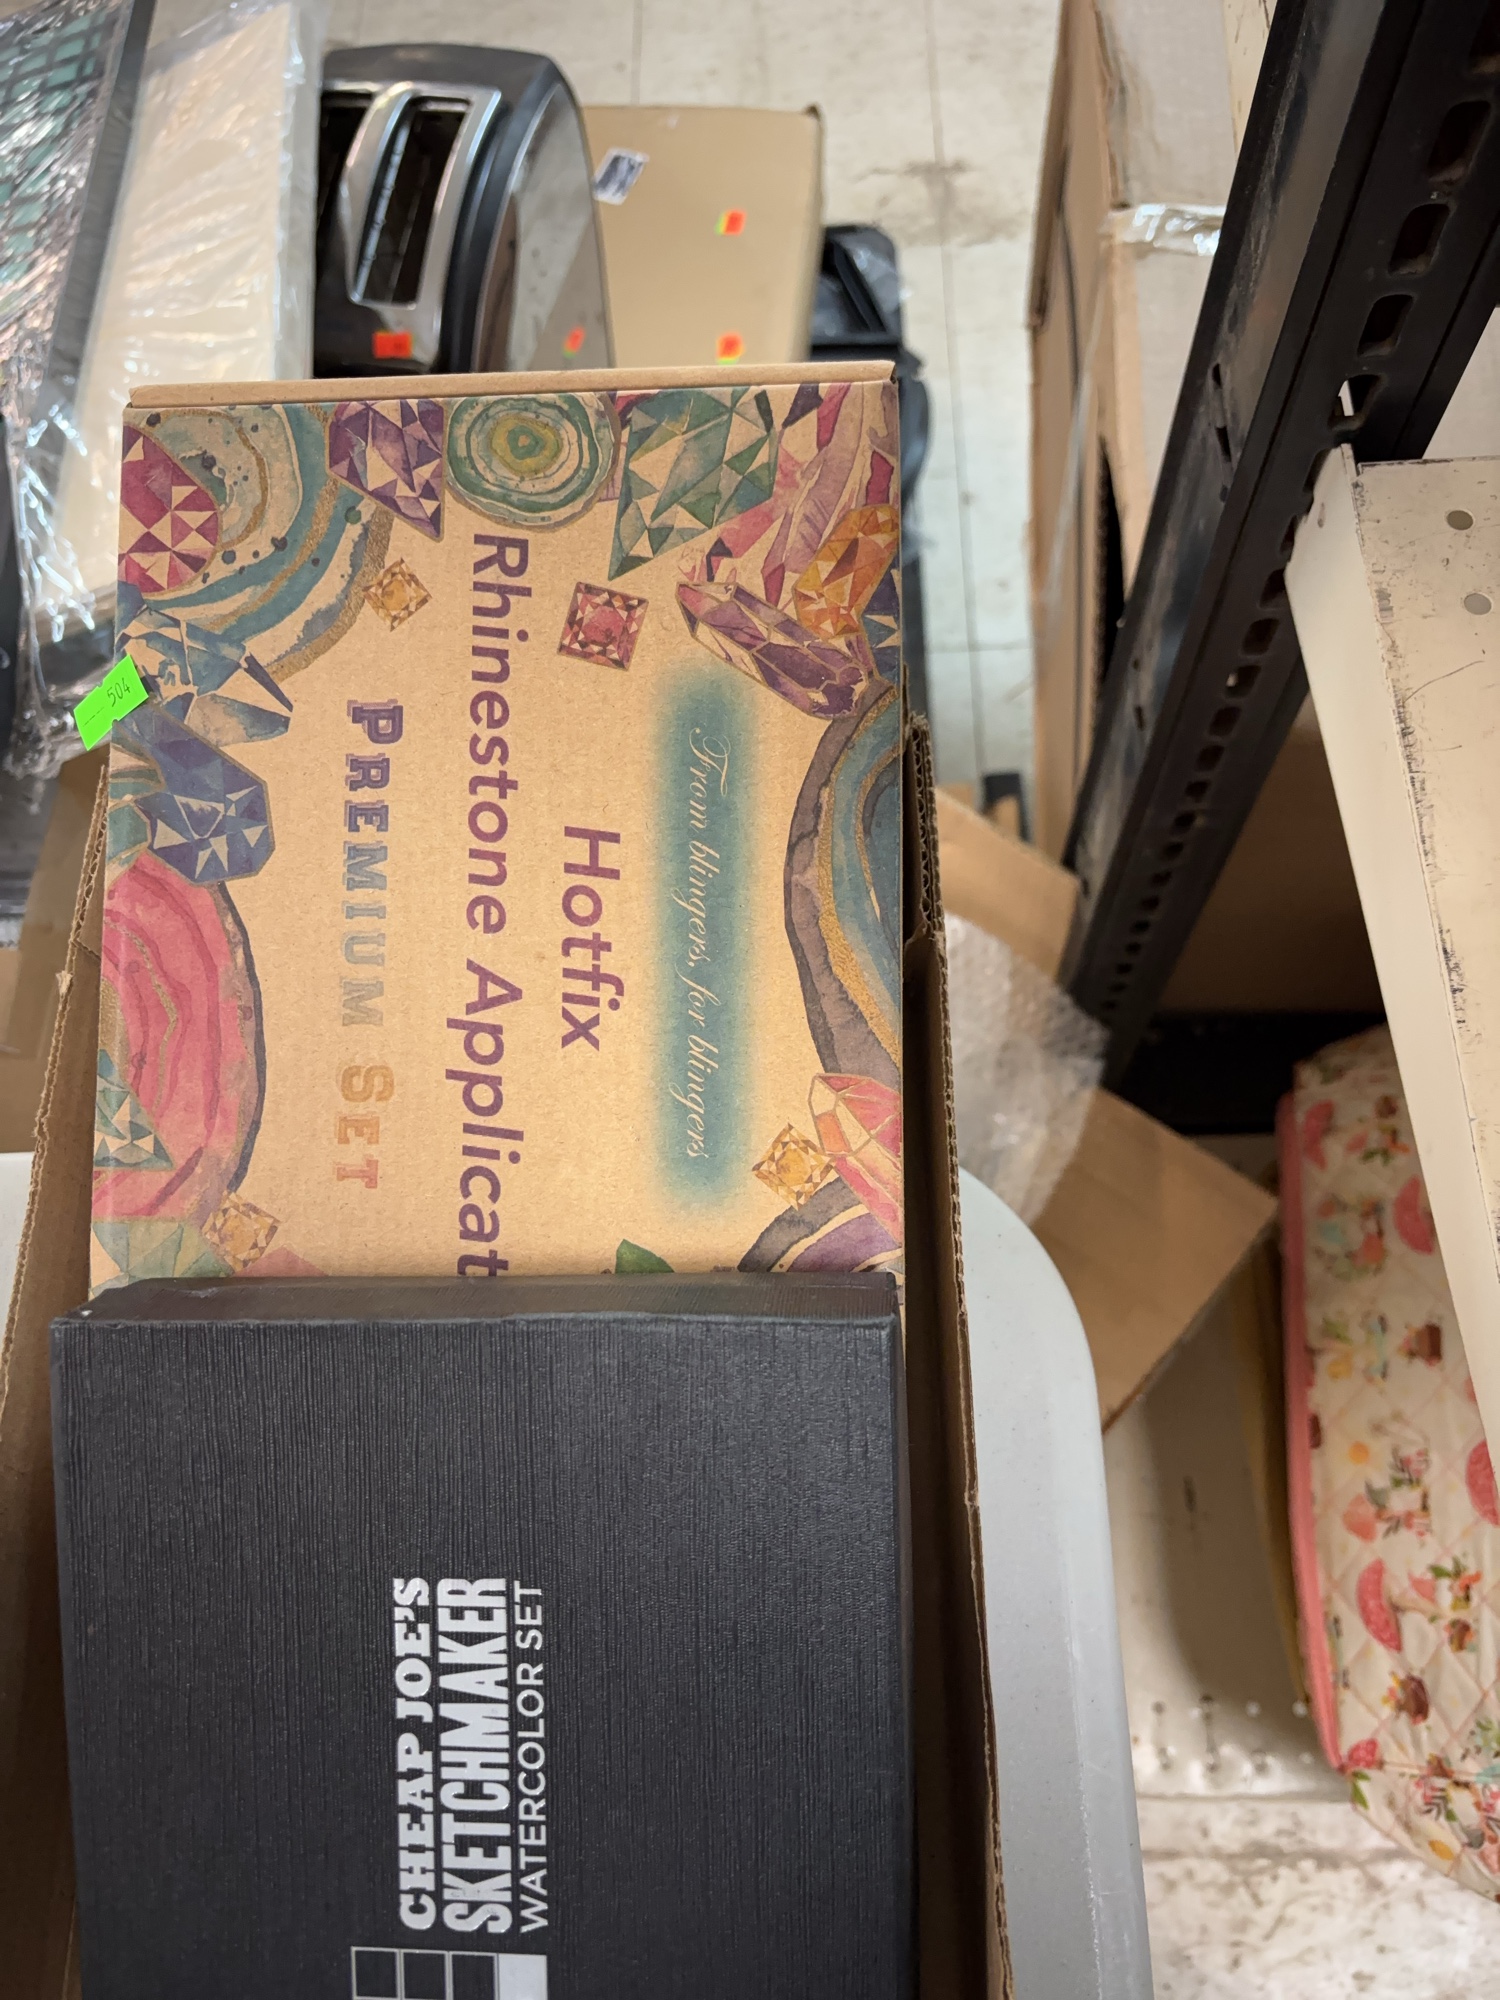 From blingers, for blingers
Hotfix
Rhinestone Applicat
PREMIUM SET
504
CHEAP JOE'S
SKETCHMAKER
WATERCOLOR SET